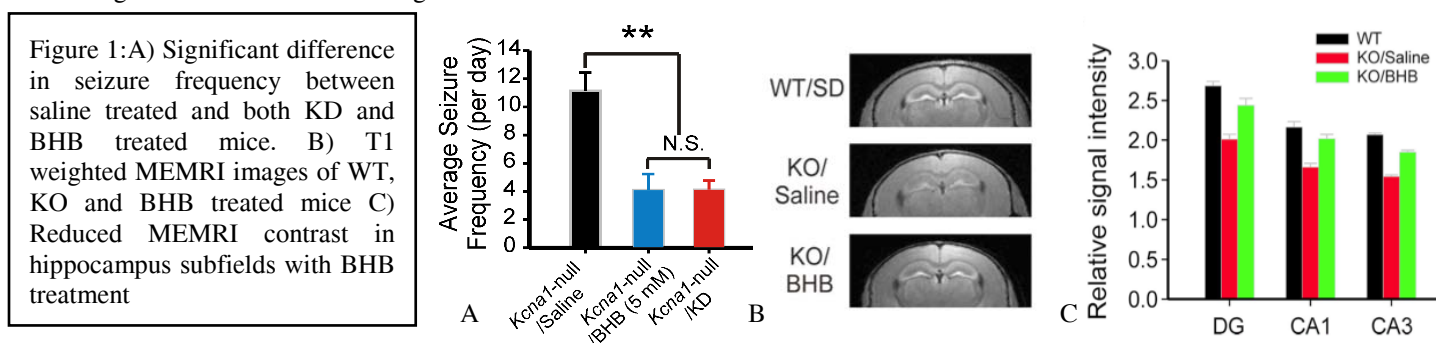 Figure 1:A) Significant difference
in seizure frequency between
saline treated and both KD and
BHB treated mice. B) T1
weighted MEMRI images of WT,
KO and BHB treated mice C)
Reduced MEMRI contrast in
hippocampus subfields with BHB
treatment
A
Average Seizure
Frequency (per day)
14
12
10
8
6
4
2
0
**
N.S.
Kcna1-null
/Saline
Kcna1-null
/BHB (5 mM)
Kcna1-null
/KD
B
WT/SD
KO/
Saline
KO/
BHB
C
Relative signal intensity
3.0
2.5
2.0
1.5
1.0
0.5
0.0
WT
KO/Saline
KO/BHB
DG
CA1
CA3